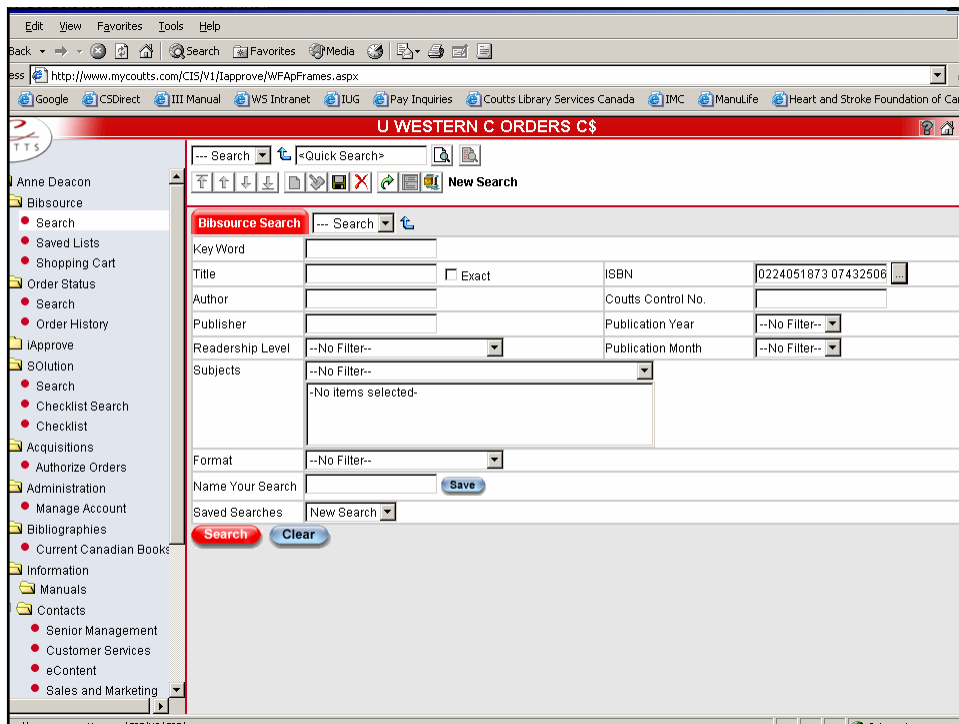 Edit View Favorites Tools Help
Back Search Favorites Media
ess http://www.mycoutts.com/CIS/V1/Iapprove/WFApFrames.aspx
Google CSDirect III Manual WS Intranet IUG Pay Inquiries Coutts Library Services Canada IMC ManuLife Heart and Stroke Foundation of Ca
U WESTERN C ORDERS C$
TTS
--- Search <Quick Search>
New Search
Anne Deacon
Bibsource
Search
Saved Lists
Shopping Cart
Order Status
Search
Order History
iApprove
SOlution
Search
Checklist Search
Checklist
Acquisitions
Authorize Orders
Administration
Manage Account
Bibliographies
Current Canadian Books
Information
Manuals
Contacts
Senior Management
Customer Services
eContent
Sales and Marketing
Bibsource Search --- Search
Key Word
Title Exact ISBN 0224051873 07432506 ...
Author Coutts Control No.
Publisher Publication Year --No Filter--
Readership Level --No Filter-- Publication Month --No Filter--
Subjects --No Filter--
-No items selected-
Format --No Filter--
Name Your Search Save
Saved Searches New Search
Search Clear